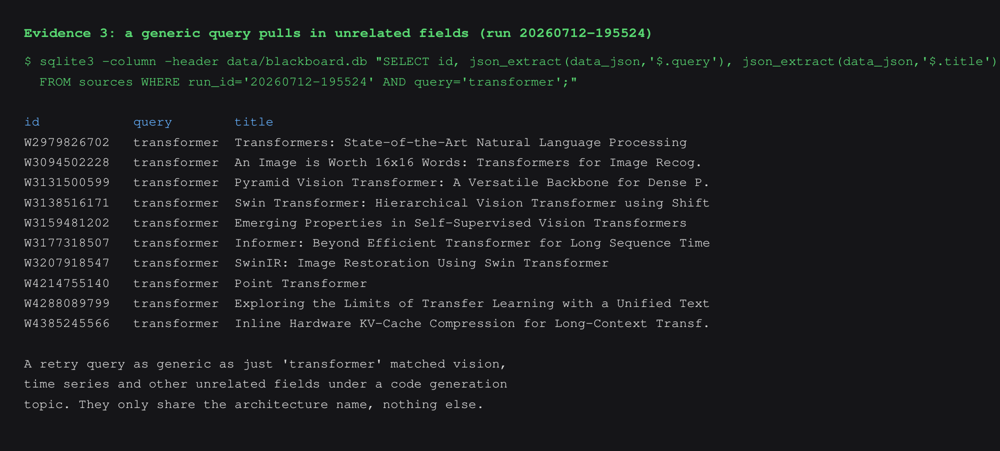 Evidence 3: a generic query pulls in unrelated fields (run 20260712-195524)
$ sqlite3 -column -header data/blackboard.db "SELECT id, json_extract(data_json,'$.query'), json_extract(data_json,'$.title')
FROM sources WHERE run_id='20260712-195524' AND query='transformer';"
id query title
W2979826702 transformer Transformers: State-of-the-Art Natural Language Processing
W3094502228 transformer An Image is Worth 16x16 Words: Transformers for Image Recog.
W3131500599 transformer Pyramid Vision Transformer: A Versatile Backbone for Dense P.
W3138516171 transformer Swin Transformer: Hierarchical Vision Transformer using Shift
W3159481202 transformer Emerging Properties in Self-Supervised Vision Transformers
W3177318507 transformer Informer: Beyond Efficient Transformer for Long Sequence Time
W3207918547 transformer SwinIR: Image Restoration Using Swin Transformer
W4214755140 transformer Point Transformer
W4288089799 transformer Exploring the Limits of Transfer Learning with a Unified Text
W4385245566 transformer Inline Hardware KV-Cache Compression for Long-Context Transf.
A retry query as generic as just 'transformer' matched vision,
time series and other unrelated fields under a code generation
topic. They only share the architecture name, nothing else.